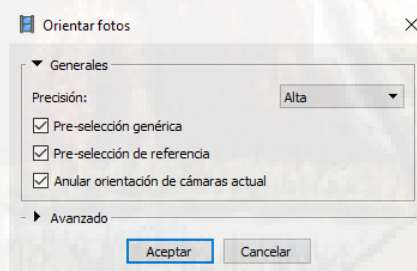 Orientar fotos
Generales
Precisión: Alta
Pre-selección genérica
Pre-selección de referencia
Anular orientación de cámaras actual
Avanzado
Aceptar Cancelar